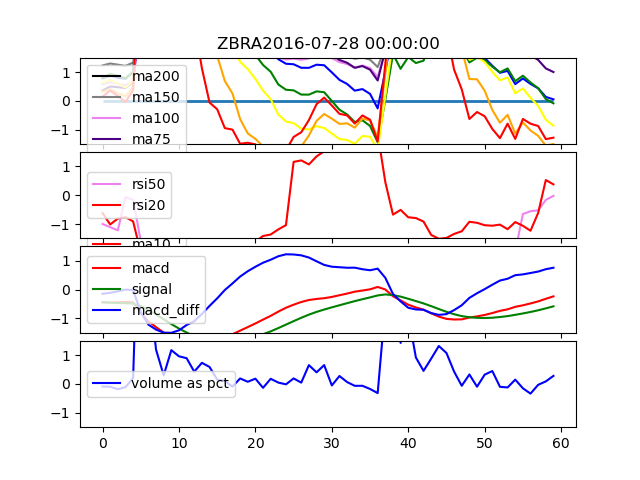 ZBRA2016-07-28 00:00:00
1
0
−1
ma200
ma150
ma100
ma75
1
0
−1
rsi50
rsi20
ma10
1
0
−1
macd
signal
macd_diff
1
0
−1
volume as pct
0 10 20 30 40 50 60